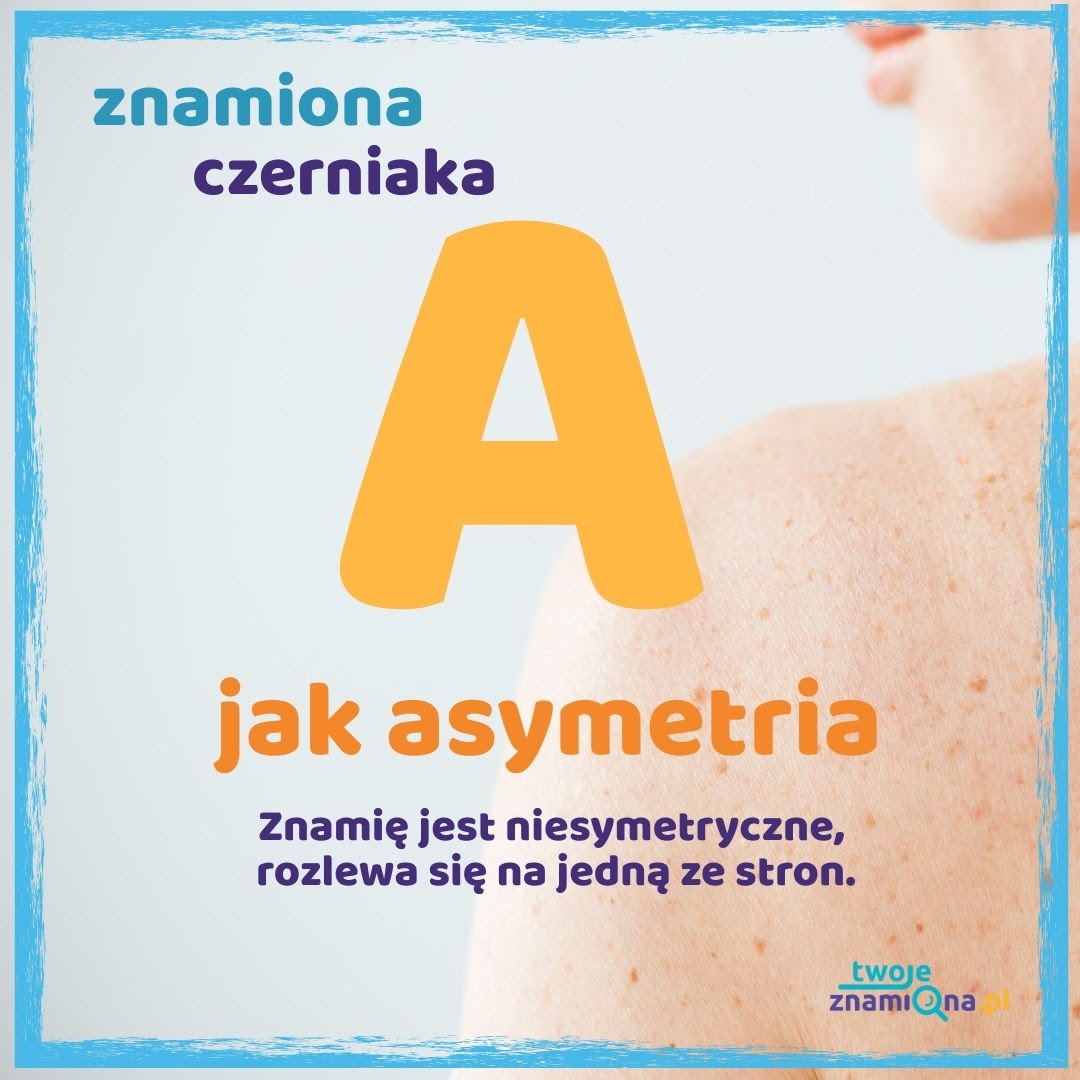 znamiona
czerniaka
A
jak asymetria
Znamię jest niesymetryczne,
rozlewa się na jedną ze stron.
twoje
znamiona.pl